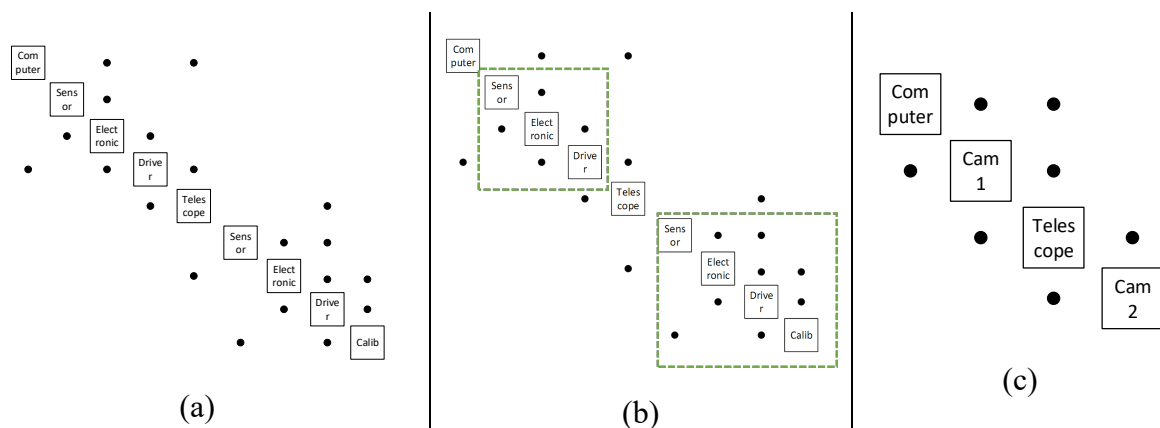 Com
puter
Sens
or
Elect
ronic
Drive
r
Teles
cope
Sens
or
Elect
ronic
Drive
r
Calib
(a)
Com
puter
Sens
or
Elect
ronic
Drive
r
Teles
cope
Sens
or
Elect
ronic
Drive
r
Calib
(b)
Com
puter
Cam
1
Teles
cope
Cam
2
(c)